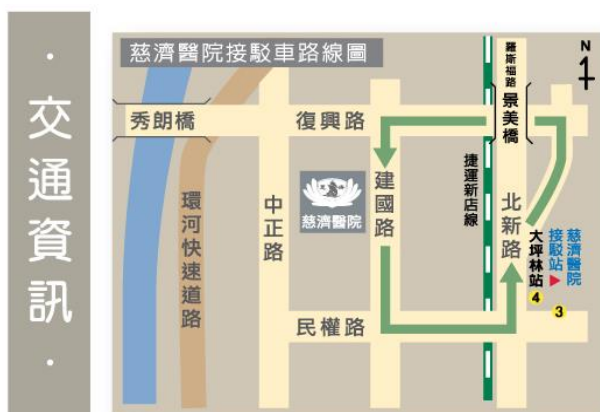 · 交通資訊 ·
慈濟醫院接駁車路線圖
羅斯福路
N
秀朗橋
復興路
景美橋
捷運新店線
環河快速道路
中正路
慈濟醫院
建國路
北新路
大坪林站 4
慈濟醫院
接駁站
3
民權路